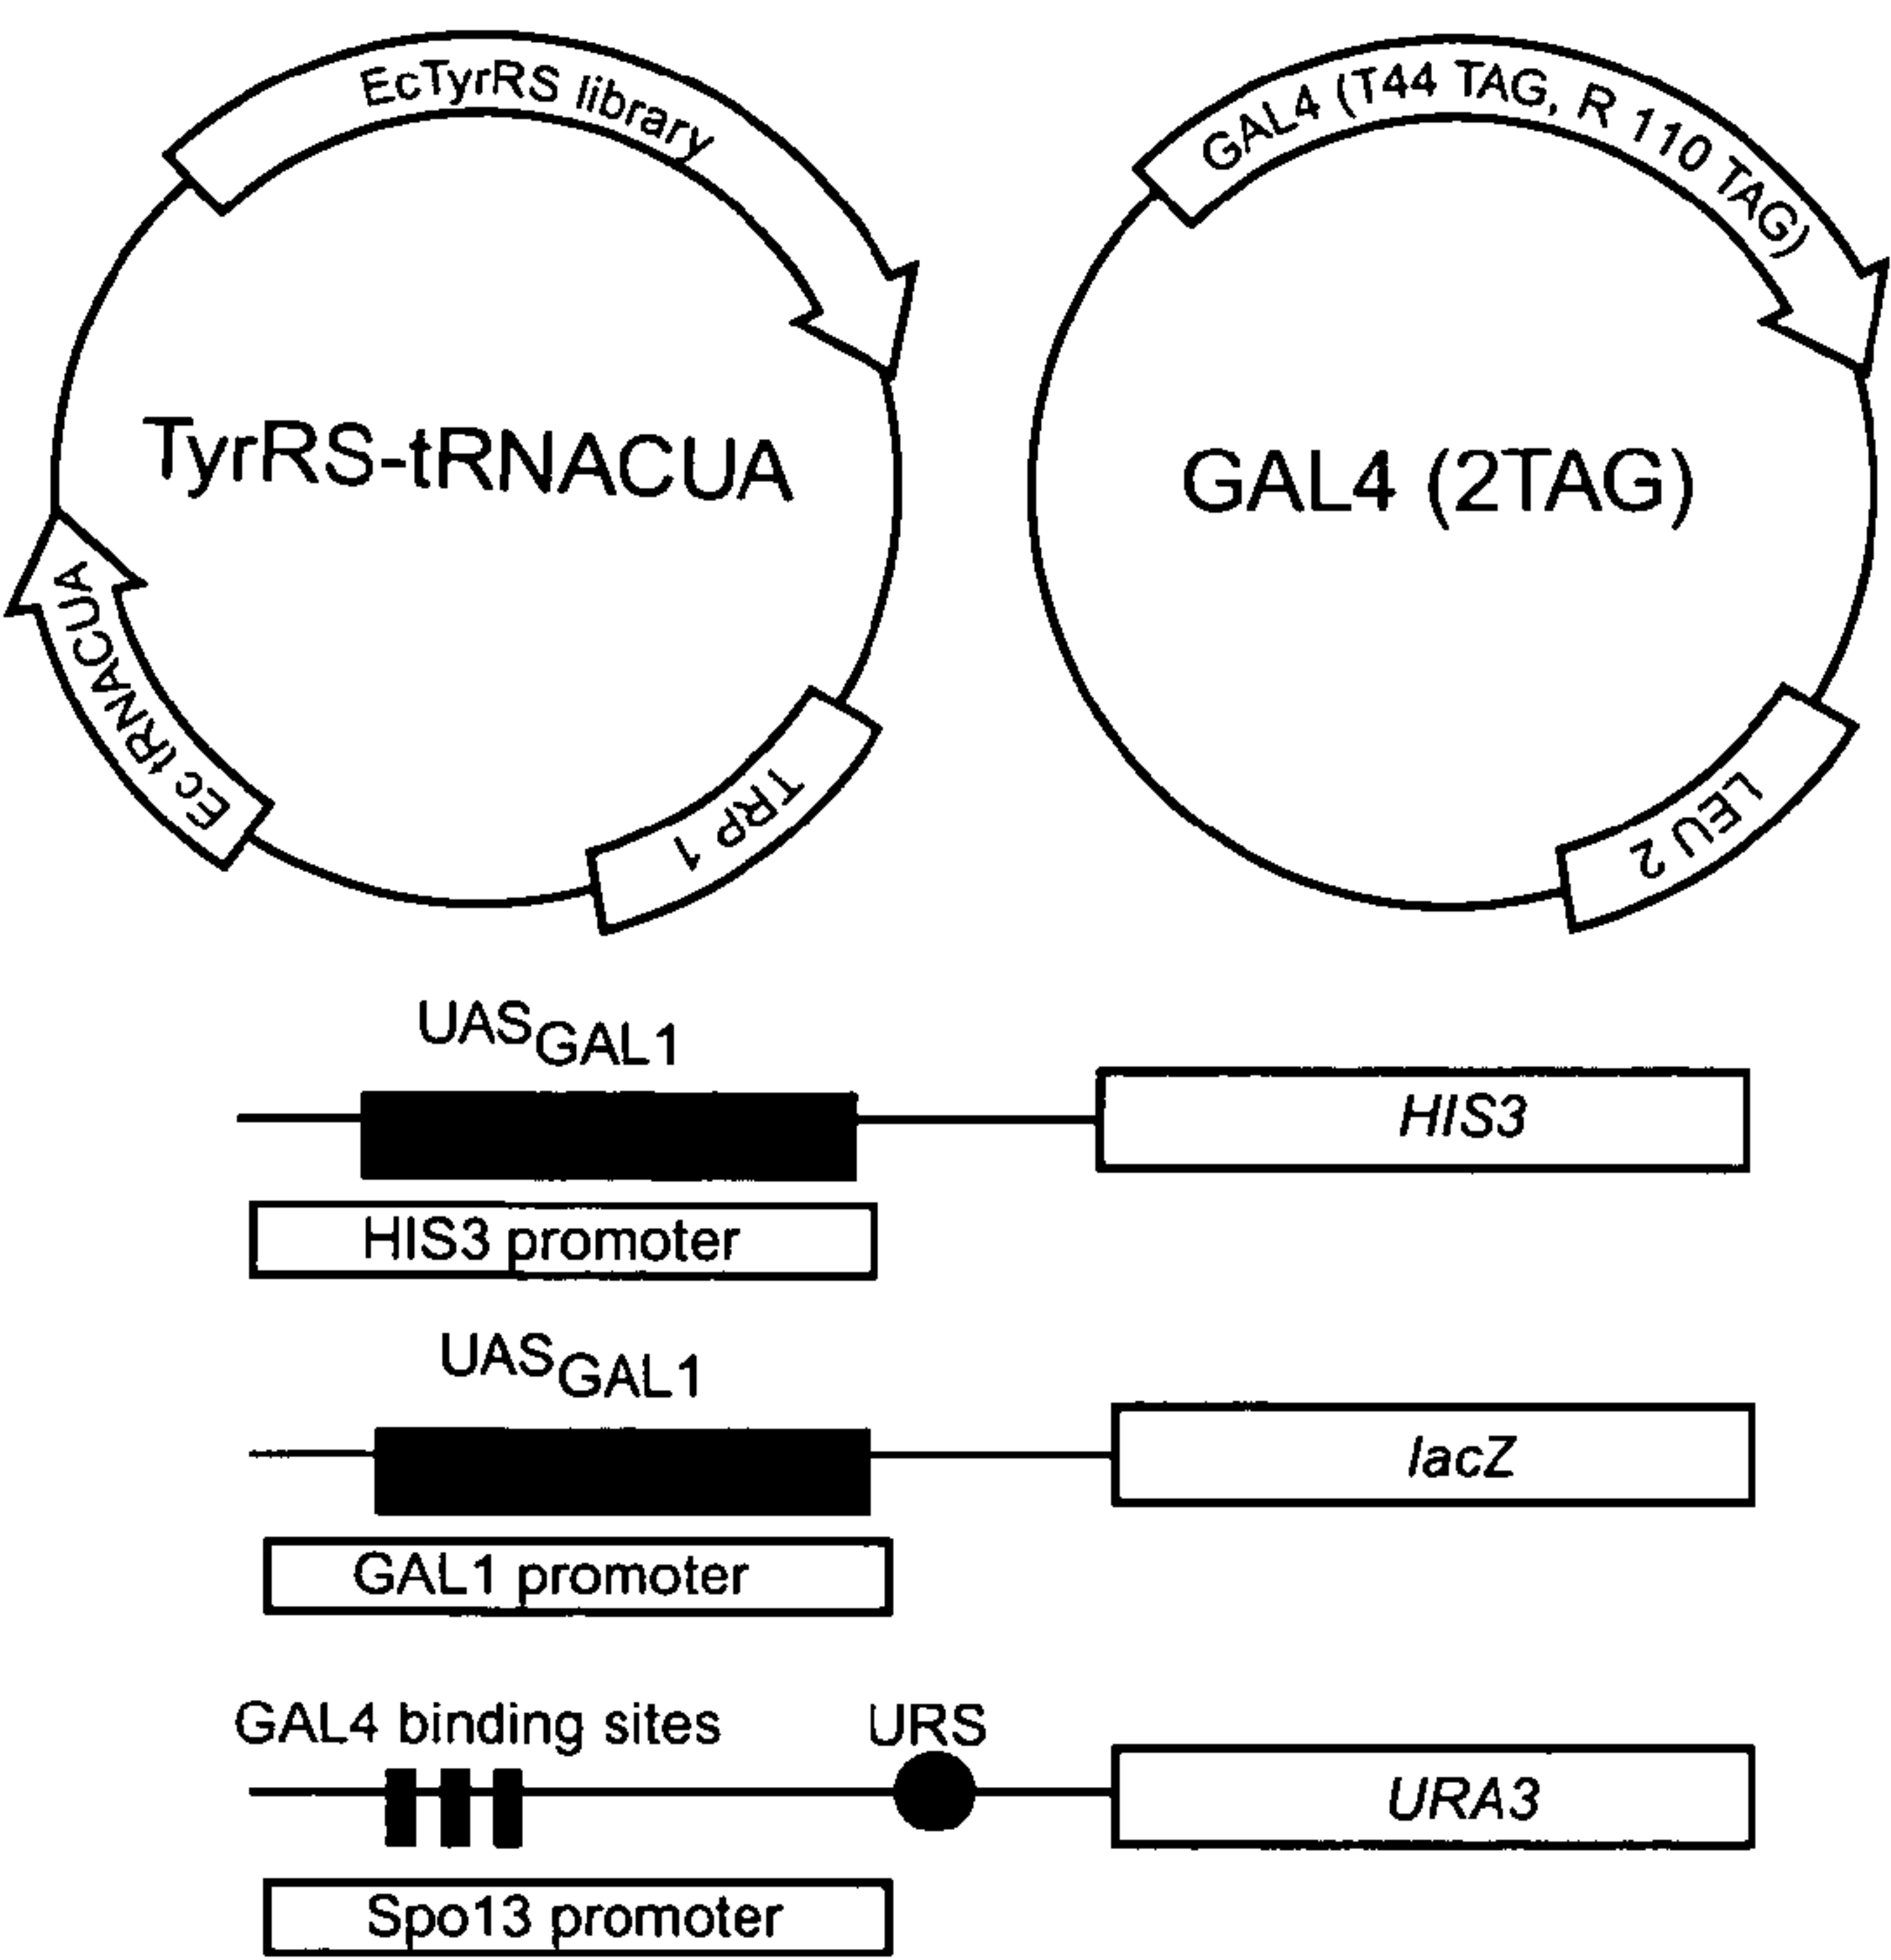 EcTyrRS library
TyrRS-tRNACUA
Ec tRNACUA
TRP 1
GAL4 (T44 TAG, R 110 TAG)
GAL4 (2TAG)
LEU 2
UASGAL1
HIS3
HIS3 promoter
UASGAL1
lacZ
GAL1 promoter
GAL4 binding sites URS
URA3
Spo13 promoter